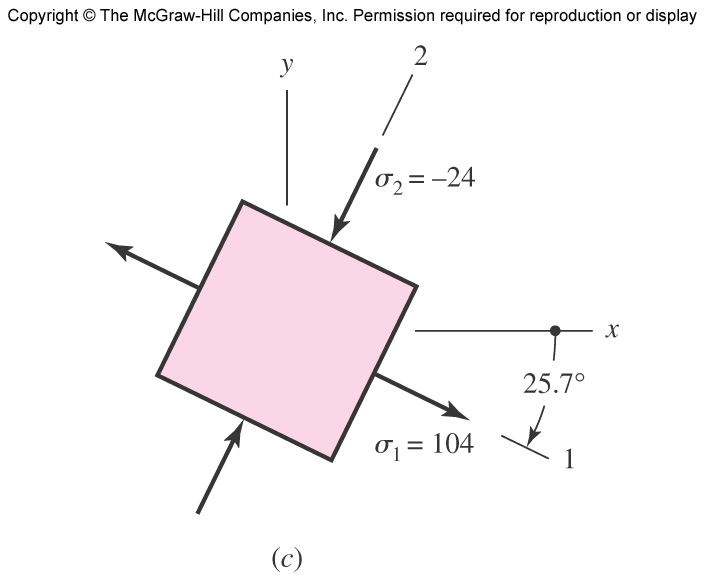 Copyright © The McGraw-Hill Companies, Inc. Permission required for reproduction or display
y
2
σ₂ = –24
x
25.7°
σ₁ = 104
1
(c)